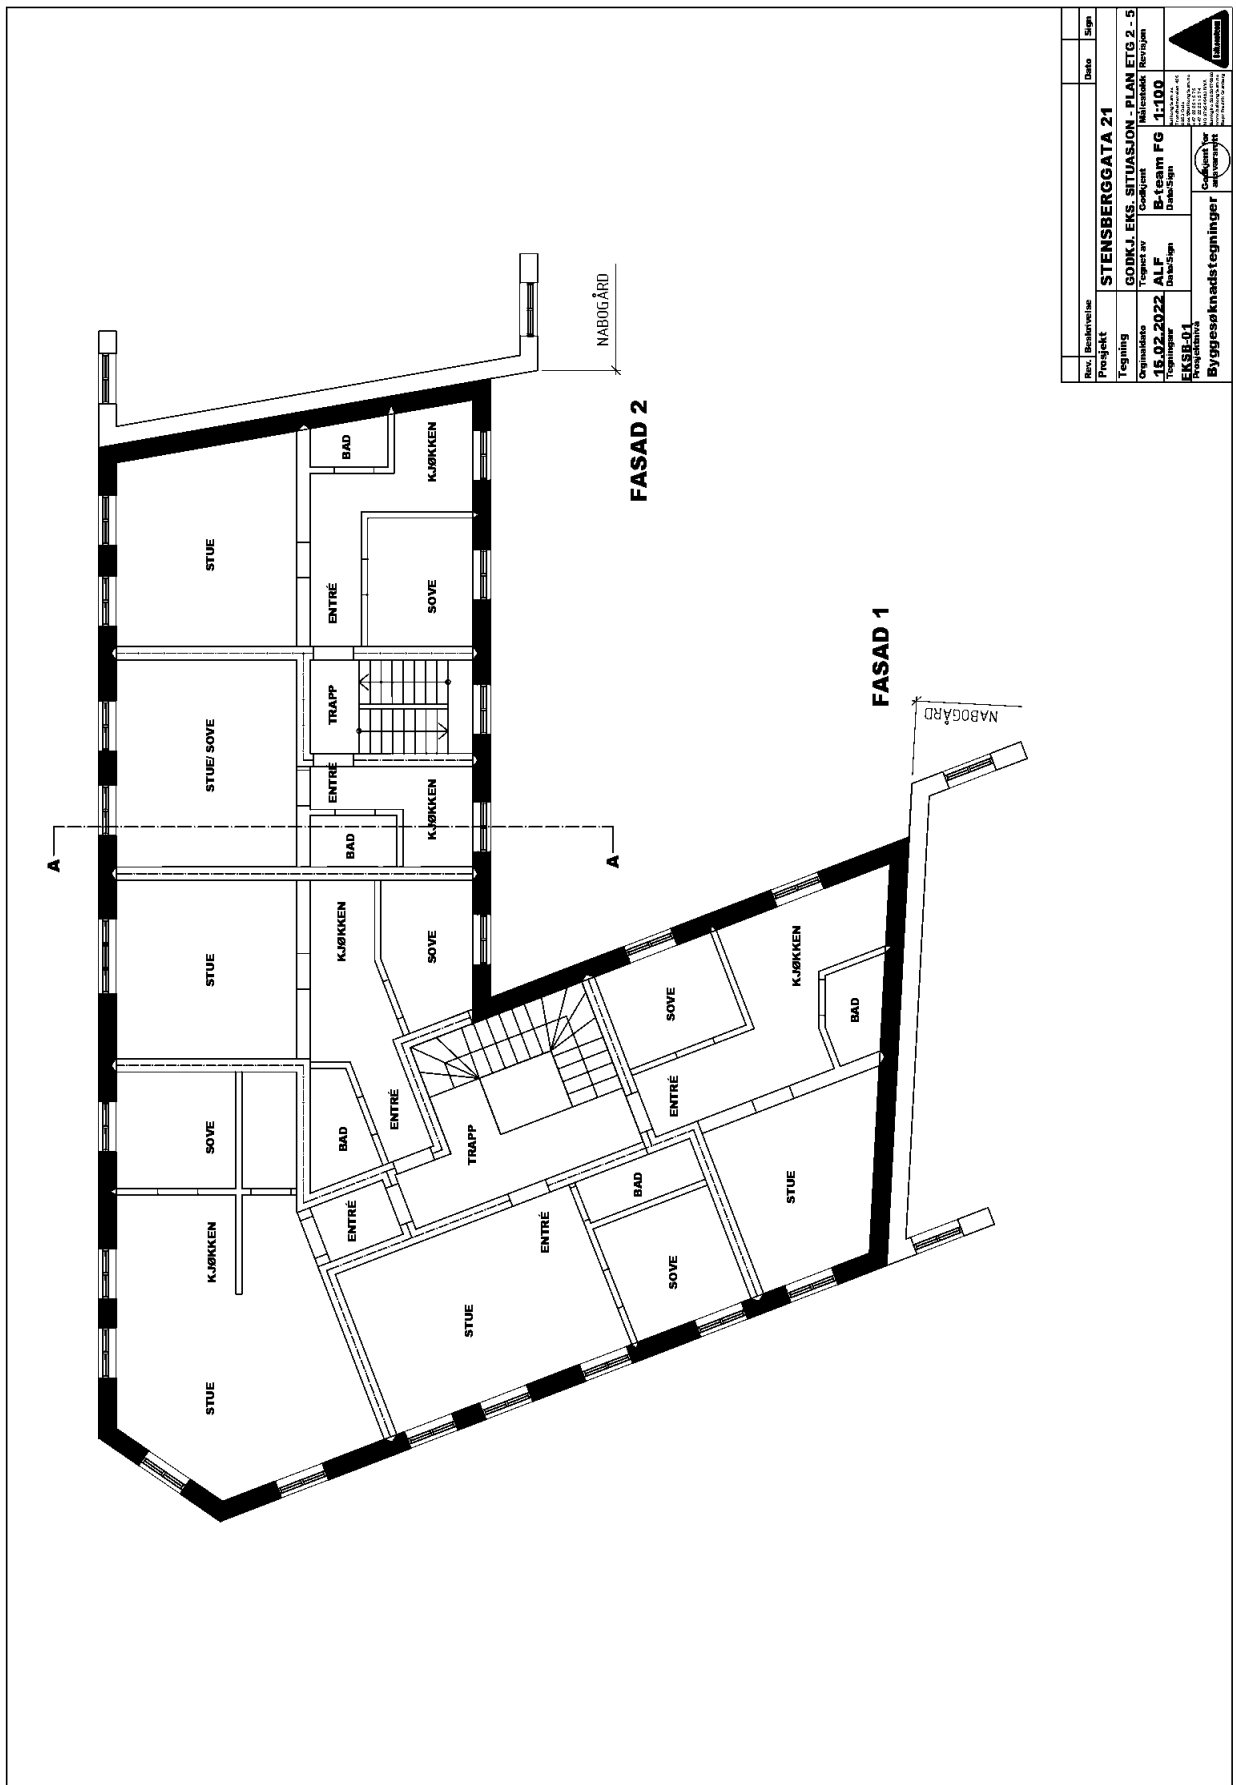 STUE
STUE/ SOVE
STUE
SOVE
KJØKKEN
STUE
BAD
KJØKKEN
ENTRÉ
SOVE
TRAPP
ENTRÉ
BAD
KJØKKEN
KJØKKEN
SOVE
BAD
ENTRÉ
ENTRÉ
TRAPP
ENTRÉ
STUE
BAD
SOVE
SOVE
KJØKKEN
BAD
ENTRÉ
STUE
A
A
NABOGÅRD
FASAD 2
FASAD 1
NABOGÅRD
Rev. Beskrivelse Dato Sign
Prosjekt STENSBERGGATA 21
Tegning GODKJ. EKS. SITUASJON - PLAN ETG 2 - 5
Orginaldato Tegnet av Godkjent Målestokk Revisjon
15.02.2022 ALF B-team FG 1:100
Tegningsnr Dato/Sign Dato/Sign
EKSB-01
Prosjektnivå
Byggesøknadstegninger
Godkjent for
ansvarsrett